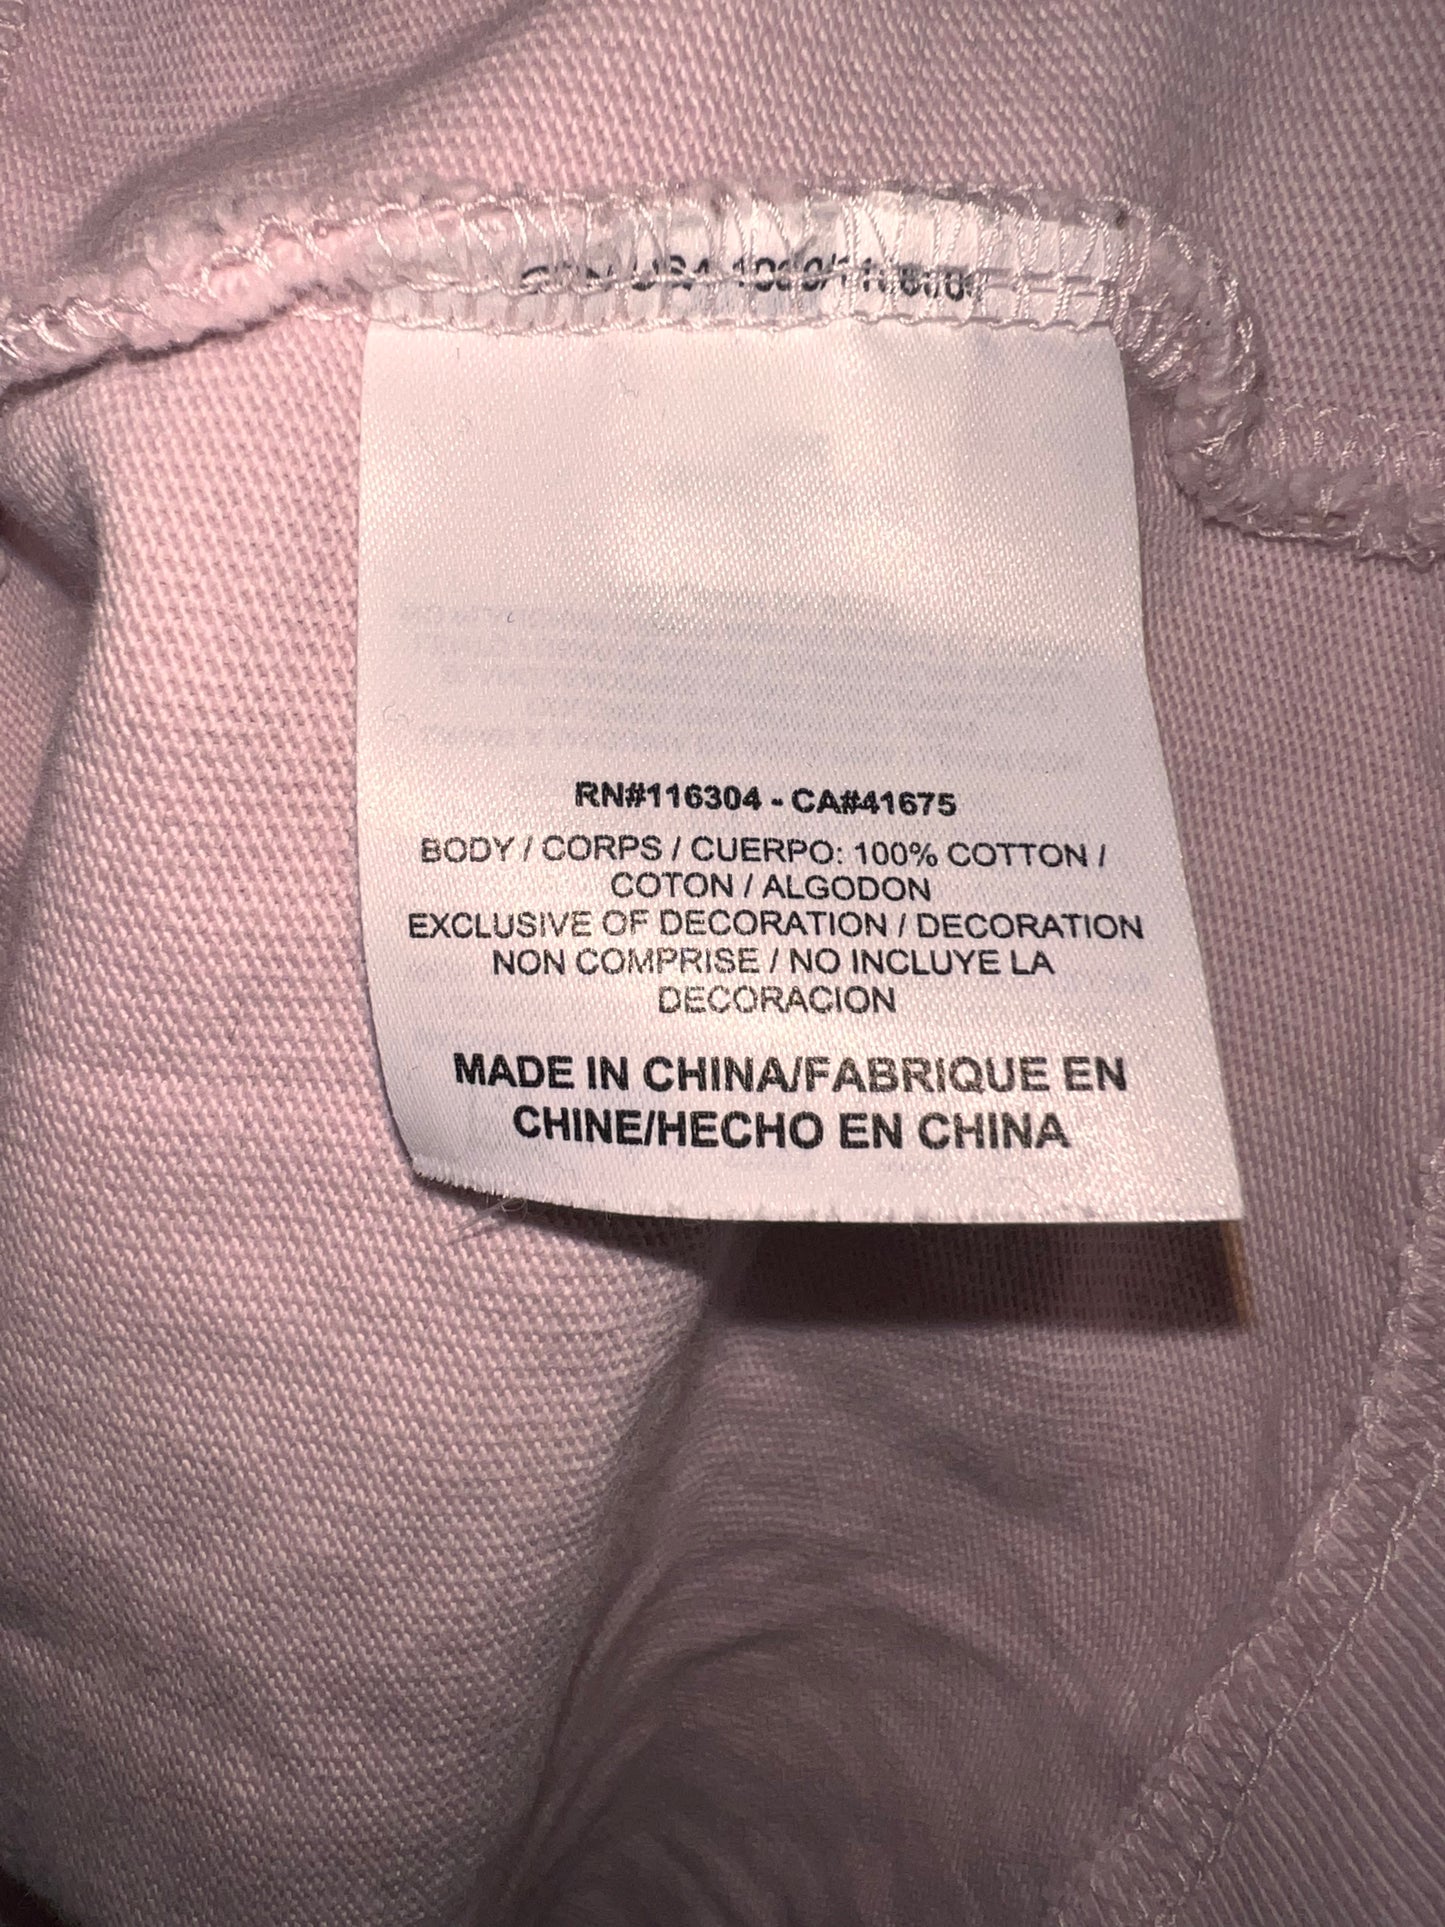 RN#116304 - CA#41675
BODY / CORPS / CUERPO: 100% COTTON /
COTON / ALGODON
EXCLUSIVE OF DECORATION / DECORATION
NON COMPRISE / NO INCLUYE LA
DECORACION
MADE IN CHINA/FABRIQUE EN
CHINE/HECHO EN CHINA